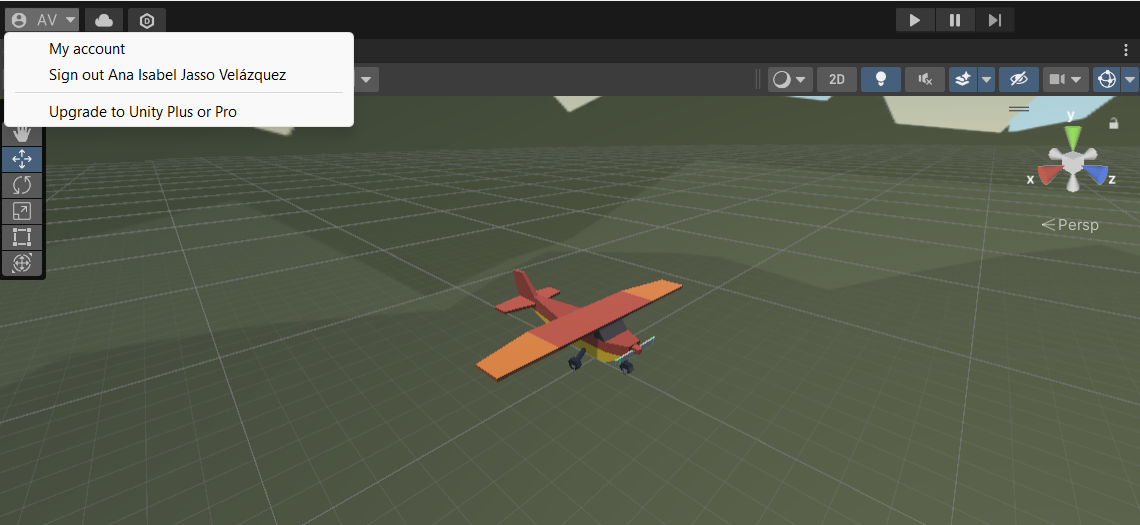 AV
My account
Sign out Ana Isabel Jasso Velázquez
Upgrade to Unity Plus or Pro
2D
y
x
z
Persp